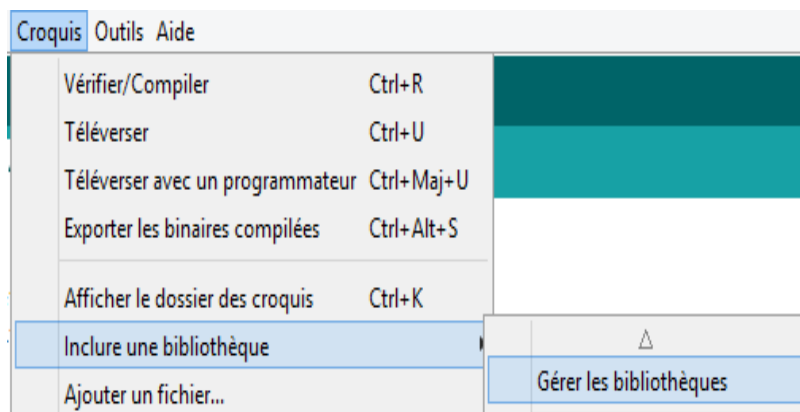 Croquis Outils Aide
Vérifier/Compiler Ctrl+R
Téléverser Ctrl+U
Téléverser avec un programmateur Ctrl+Maj+U
Exporter les binaires compilées Ctrl+Alt+S
Afficher le dossier des croquis Ctrl+K
Inclure une bibliothèque
Gérer les bibliothèques
Ajouter un fichier...